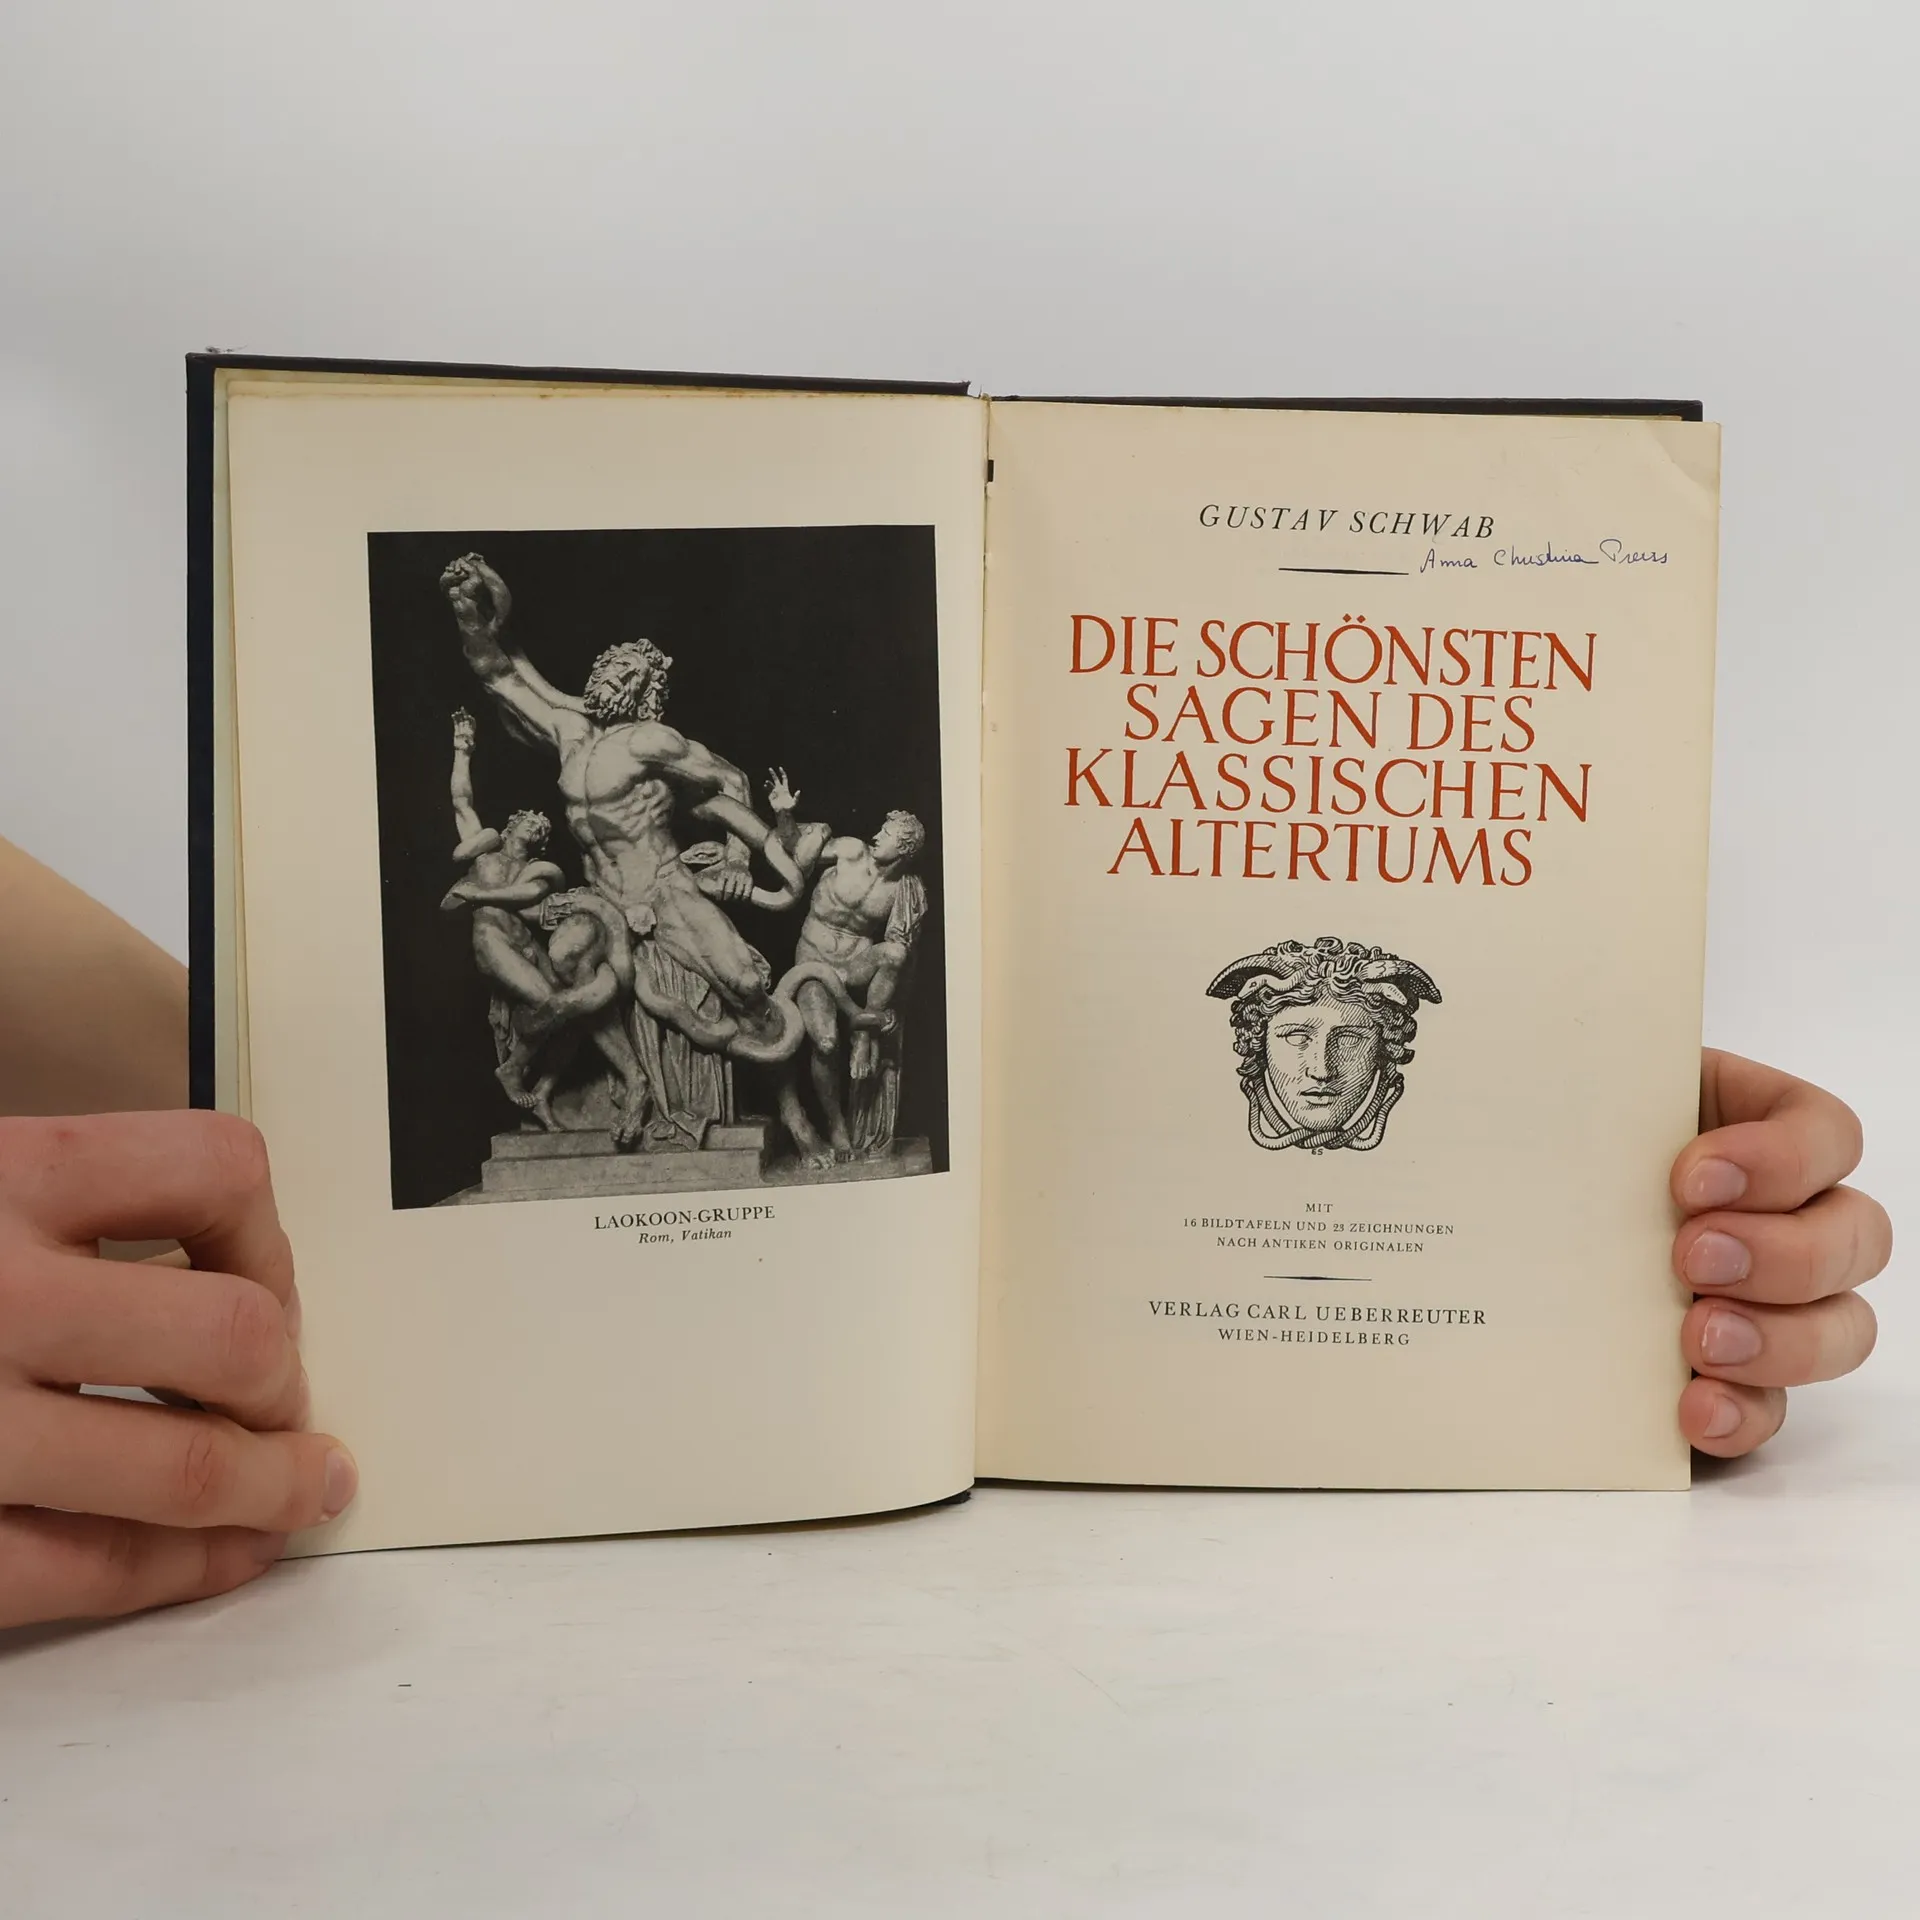 LAOKOON-GRUPPE
Rom, Vatikan
GUSTAV SCHWAB
Anna Christina Preiss
DIE SCHÖNSTEN
SAGEN DES
KLASSISCHEN
ALTERTUMS
ES
MIT
16 BILDTAFELN UND 23 ZEICHNUNGEN
NACH ANTIKEN ORIGINALEN
VERLAG CARL UEBERREUTER
WIEN-HEIDELBERG